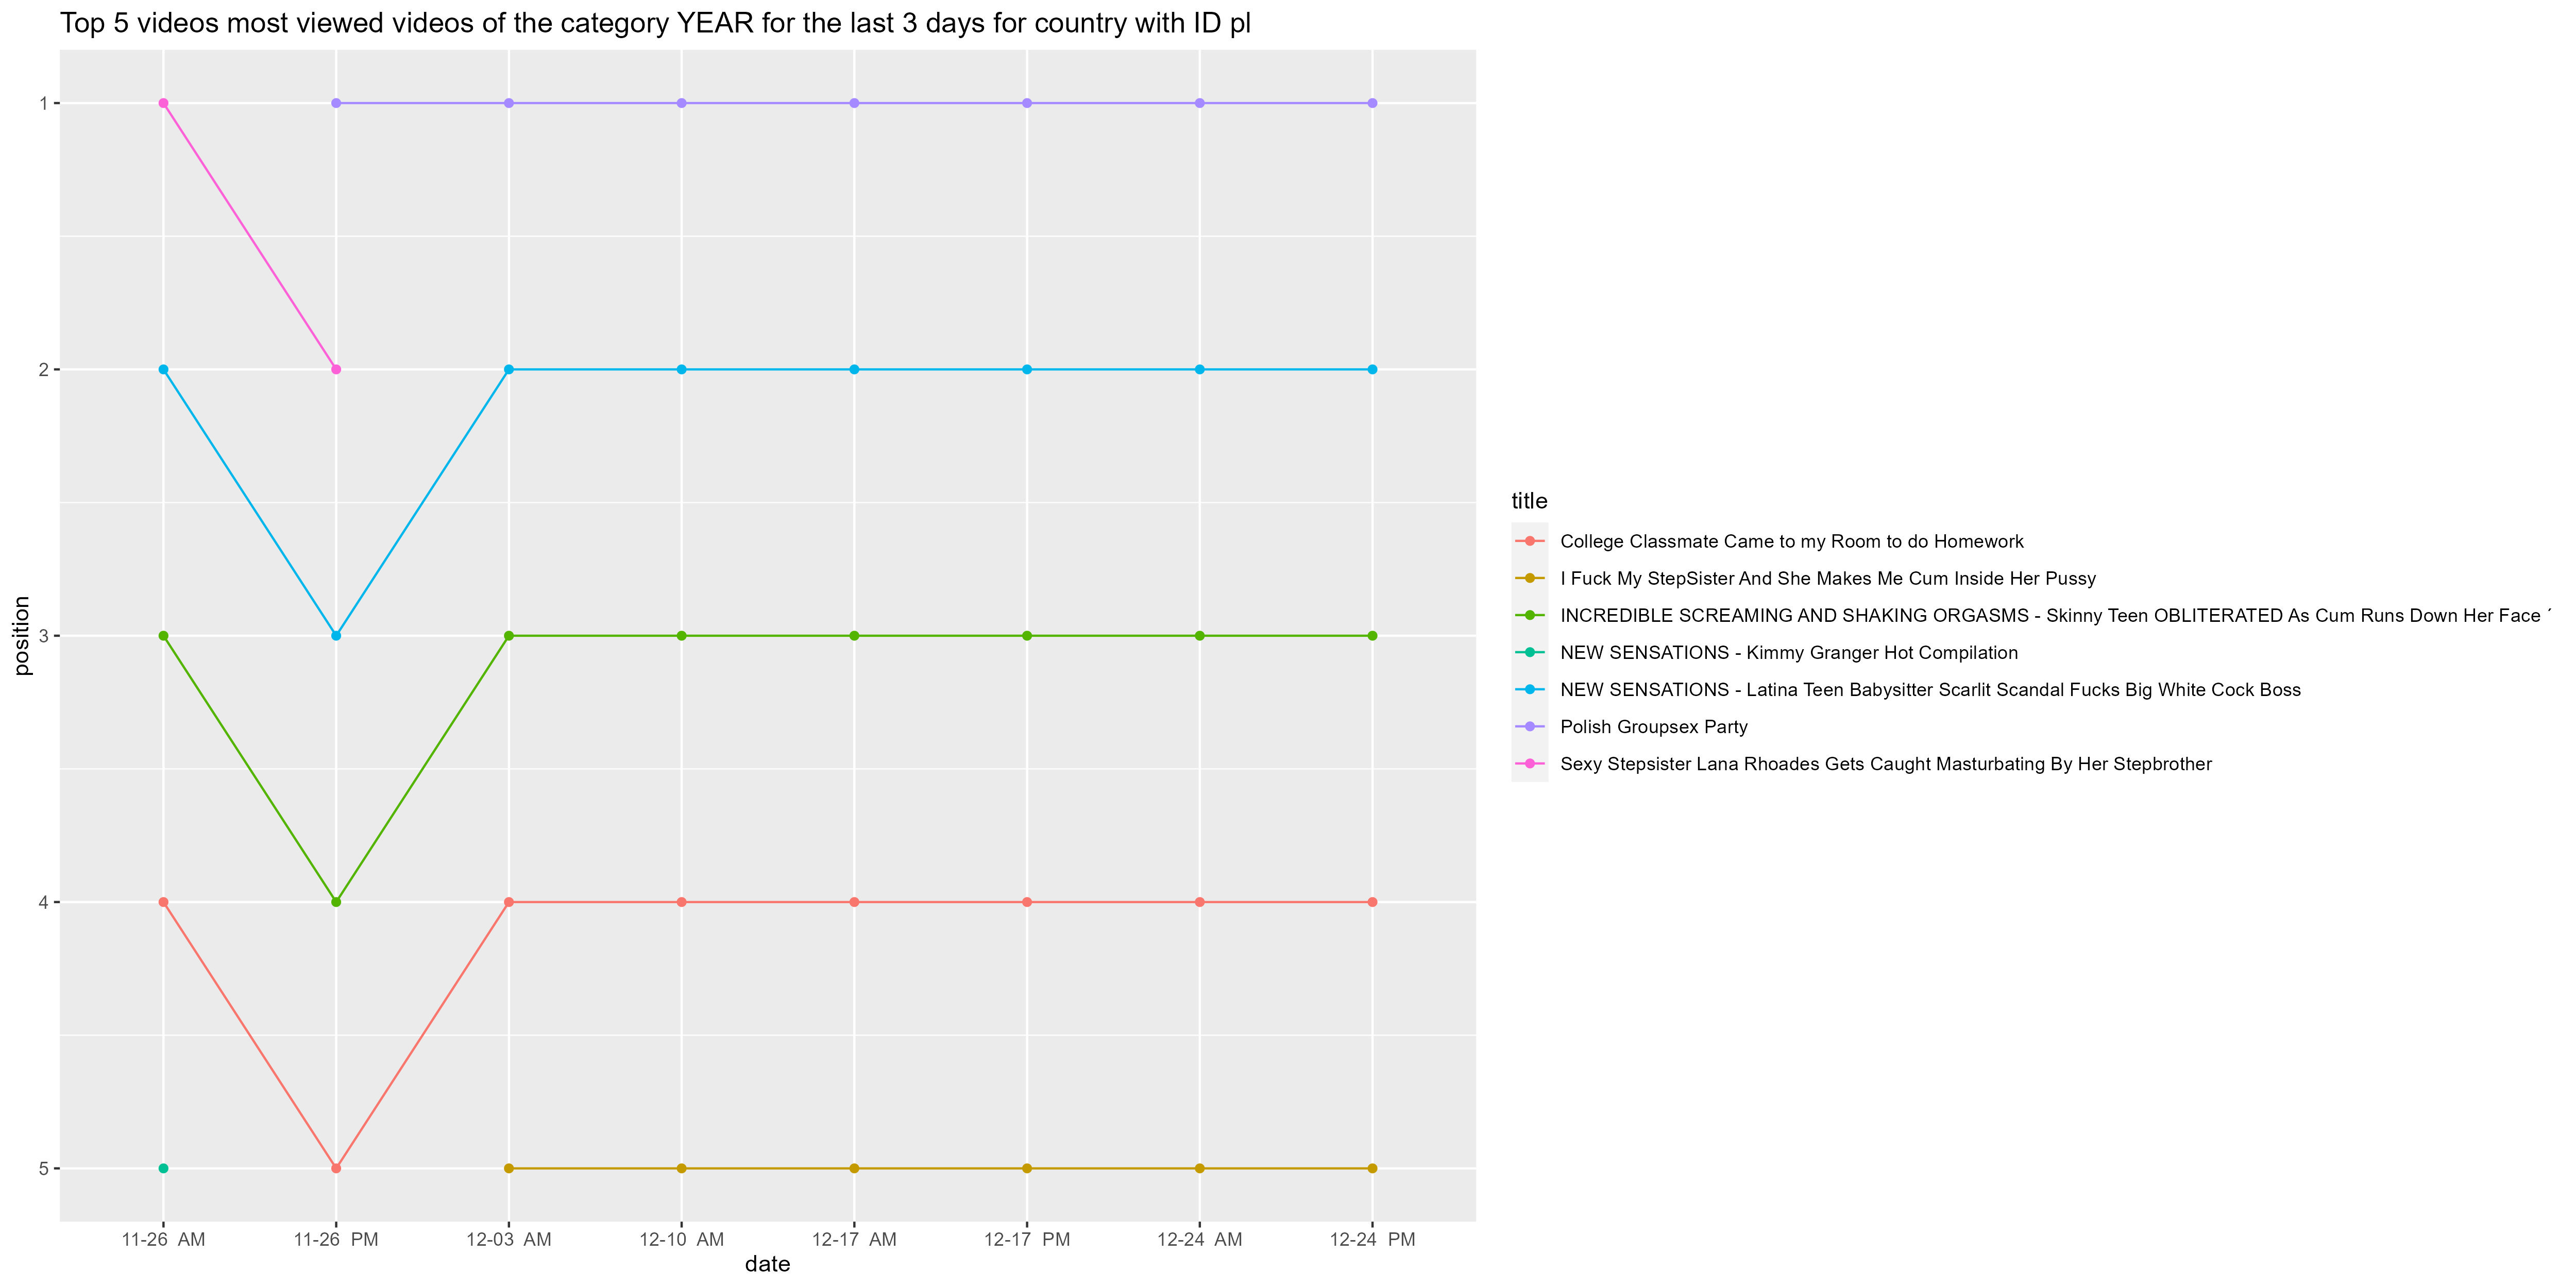 Top 5 videos most viewed videos of the category YEAR for the last 3 days for country with ID pl
position
1
2
3
4
5
11-26 AM
11-26 PM
12-03 AM
12-10 AM
12-17 AM
12-17 PM
12-24 AM
12-24 PM
date
title
College Classmate Came to my Room to do Homework
I Fuck My StepSister And She Makes Me Cum Inside Her Pussy
INCREDIBLE SCREAMING AND SHAKING ORGASMS - Skinny Teen OBLITERATED As Cum Runs Down Her Face
NEW SENSATIONS - Kimmy Granger Hot Compilation
NEW SENSATIONS - Latina Teen Babysitter Scarlit Scandal Fucks Big White Cock Boss
Polish Groupsex Party
Sexy Stepsister Lana Rhoades Gets Caught Masturbating By Her Stepbrother